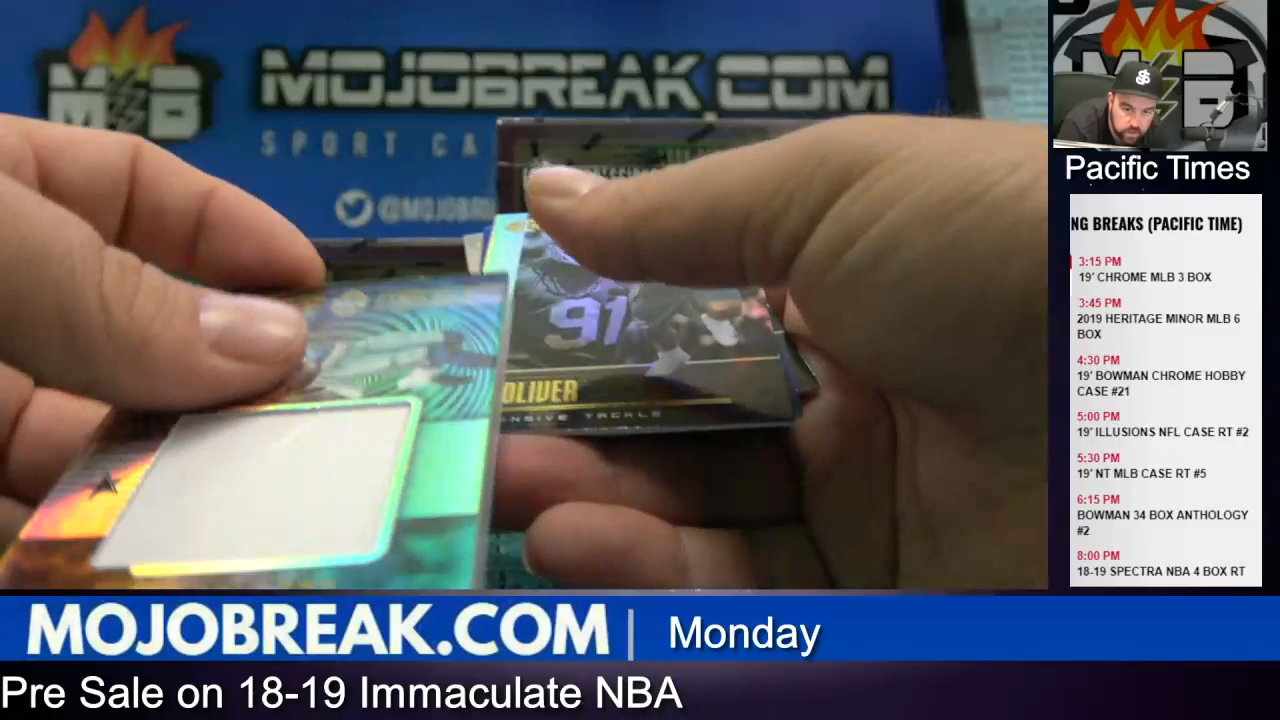 MOJOBREAK.COM
SPORT CA
@MOJOBREA
MB
91
OLIVER
ENSIVE TACKLE
Pacific Times
NG BREAKS (PACIFIC TIME)
3:15 PM
19' CHROME MLB 3 BOX
3:45 PM
2019 HERITAGE MINOR MLB 6
BOX
4:30 PM
19' BOWMAN CHROME HOBBY
CASE #21
5:00 PM
19' ILLUSIONS NFL CASE RT #2
5:30 PM
19' NT MLB CASE RT #5
6:15 PM
BOWMAN 34 BOX ANTHOLOGY
#2
8:00 PM
18-19 SPECTRA NBA 4 BOX RT
MOJOBREAK.COM | Monday
Pre Sale on 18-19 Immaculate NBA